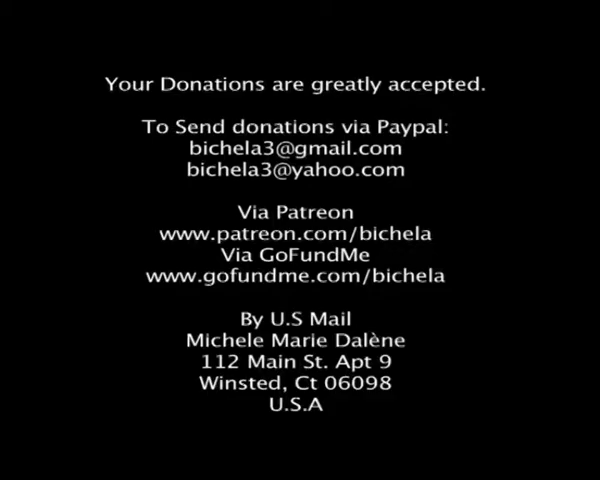 Your Donations are greatly accepted.
To Send donations via Paypal:
bichela3@gmail.com
bichela3@yahoo.com
Via Patreon
www.patreon.com/bichela
Via GoFundMe
www.gofundme.com/bichela
By U.S Mail
Michele Marie Dalène
112 Main St. Apt 9
Winsted, Ct 06098
U.S.A